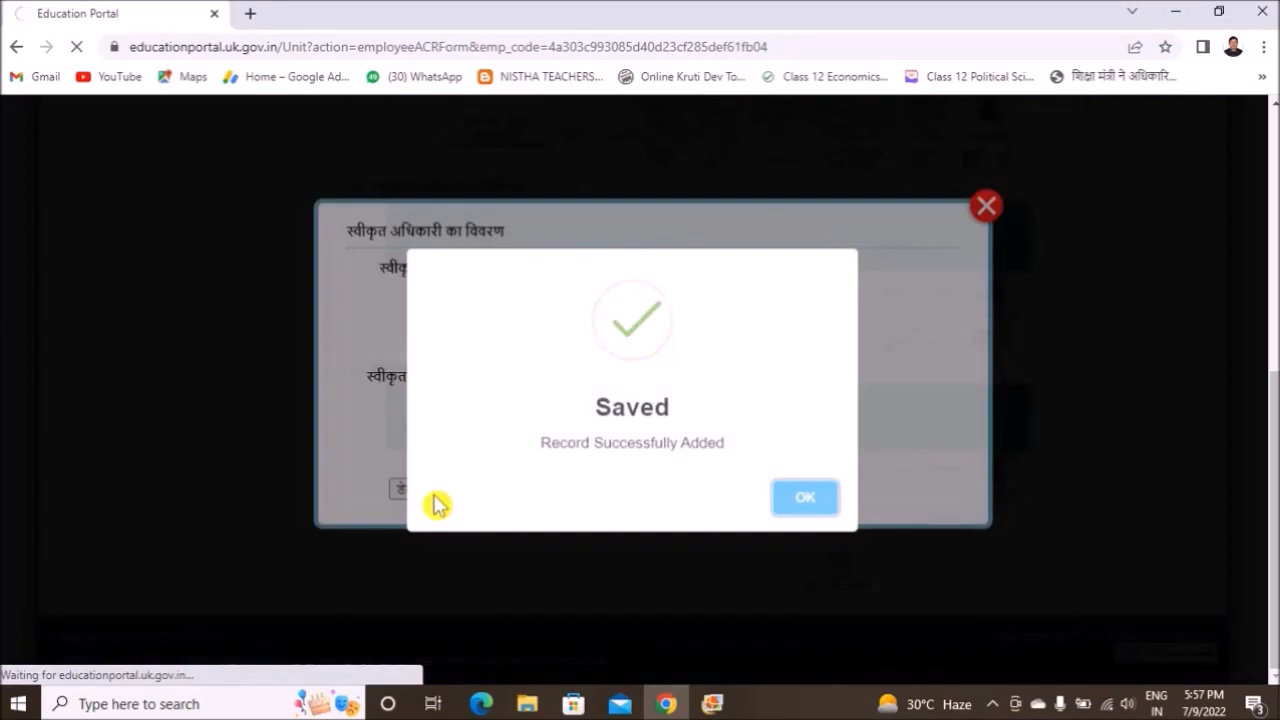 Education Portal
educationportal.uk.gov.in/Unit?action=employeeACRForm&emp_code=4a303c993085d40d23cf285def61fb04
Gmail YouTube Maps Home – Google Ad... (30) WhatsApp NISTHA TEACHERS... Online Kruti Dev To... Class 12 Economics... Class 12 Political Sci... शिक्षा मंत्री ने अधिकारि...
स्वीकृत अधिकारी का विवरण
स्वीकृ
स्वीकृत
Saved
Record Successfully Added
OK
Waiting for educationportal.uk.gov.in...
Type here to search
30°C Haze
ENG
IN
5:57 PM
7/9/2022
3